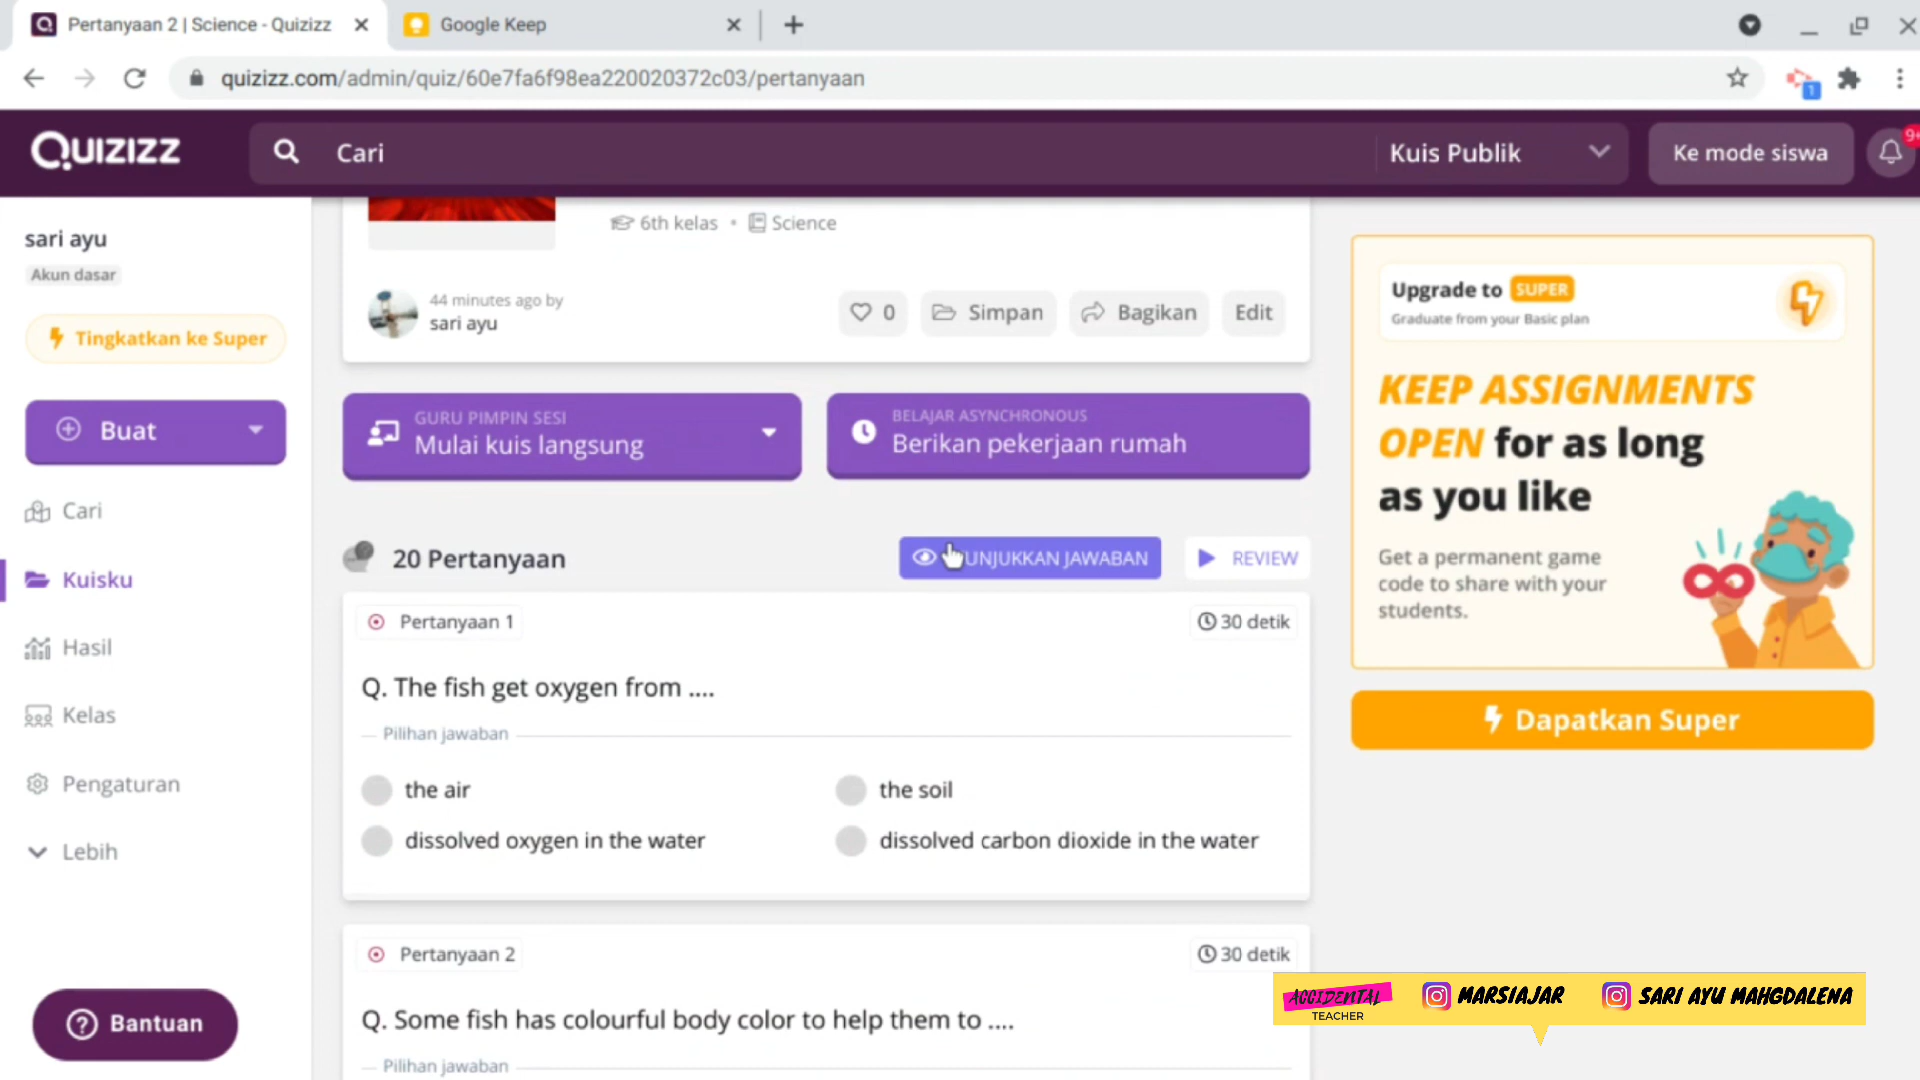 Pertanyaan 2 | Science - Quizizz
Google Keep
quizizz.com/admin/quiz/60e7fa6f98ea220020372c03/pertanyaan
1
QUIZIZZ
Cari
Kuis Publik
Ke mode siswa
9+
sari ayu
Akun dasar
Tingkatkan ke Super
Buat
Cari
Kuisku
Hasil
Kelas
Pengaturan
Lebih
Bantuan
6th kelas • Science
44 minutes ago by
sari ayu
0
Simpan
Bagikan
Edit
GURU PIMPIN SESI
Mulai kuis langsung
BELAJAR ASYNCHRONOUS
Berikan pekerjaan rumah
20 Pertanyaan
UNJUKKAN JAWABAN
REVIEW
Pertanyaan 1
30 detik
Q. The fish get oxygen from ....
Pilihan jawaban
the air
the soil
dissolved oxygen in the water
dissolved carbon dioxide in the water
Pertanyaan 2
30 detik
Q. Some fish has colourful body color to help them to ....
Pilihan jawaban
Upgrade to SUPER
Graduate from your Basic plan
KEEP ASSIGNMENTS
OPEN for as long
as you like
Get a permanent game
code to share with your
students.
Dapatkan Super
ACCIDENTAL
TEACHER
MARSIAJAR
SARI AYU MAHGDALENA